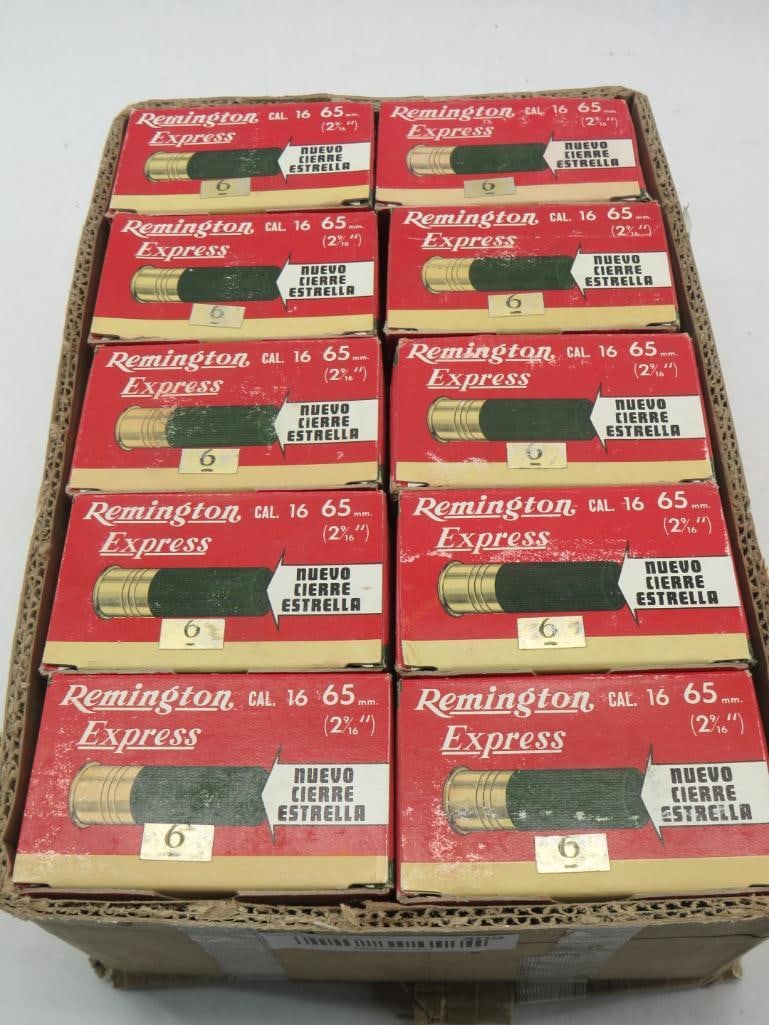 Remington CAL. 16 65 mm.
Express (2 9/16")
NUEVO
CIERRE
ESTRELLA
6
Remington CAL. 16 65 mm.
Express (2 9/16")
NUEVO
CIERRE
ESTRELLA
6
Remington CAL. 16 65 mm.
Express (2 9/16")
NUEVO
CIERRE
ESTRELLA
6
Remington CAL. 16 65 mm.
Express (2 9/16")
NUEVO
CIERRE
ESTRELLA
6
Remington CAL. 16 65 mm.
Express (2 9/16")
NUEVO
CIERRE
ESTRELLA
6
Remington CAL. 16 65 mm.
Express (2 9/16")
NUEVO
CIERRE
ESTRELLA
6
Remington CAL. 16 65 mm.
Express (2 9/16")
NUEVO
CIERRE
ESTRELLA
6
Remington CAL. 16 65 mm.
Express (2 9/16")
NUEVO
CIERRE
ESTRELLA
6
Remington CAL. 16 65 mm.
Express (2 9/16")
NUEVO
CIERRE
ESTRELLA
6
Remington CAL. 16 65 mm.
Express (2 9/16")
NUEVO
CIERRE
ESTRELLA
6